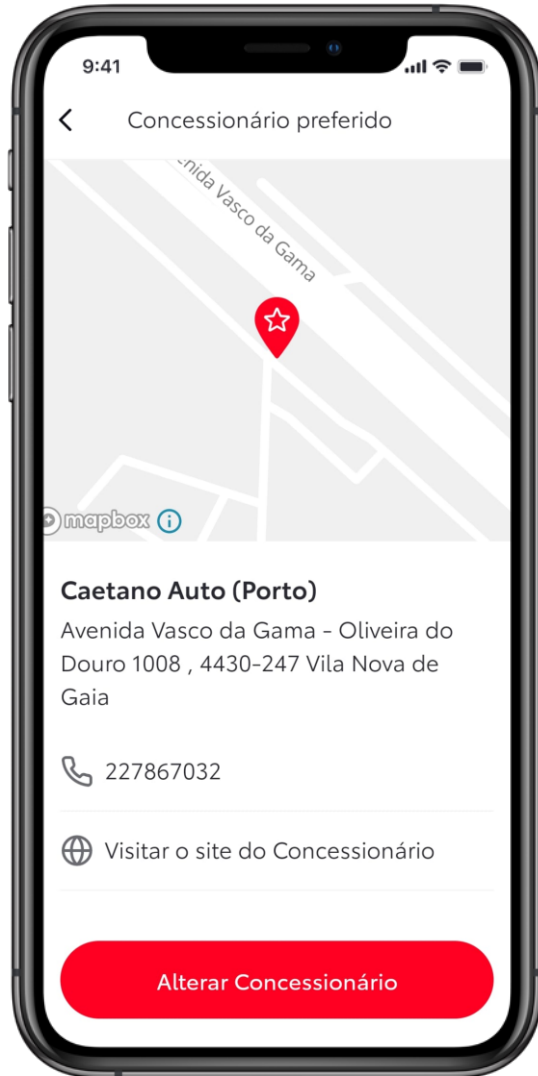 9:41
Concessionário preferido
enida Vasco da Gama
mapbox
Caetano Auto (Porto)
Avenida Vasco da Gama - Oliveira do
Douro 1008 , 4430-247 Vila Nova de
Gaia
227867032
Visitar o site do Concessionário
Alterar Concessionário